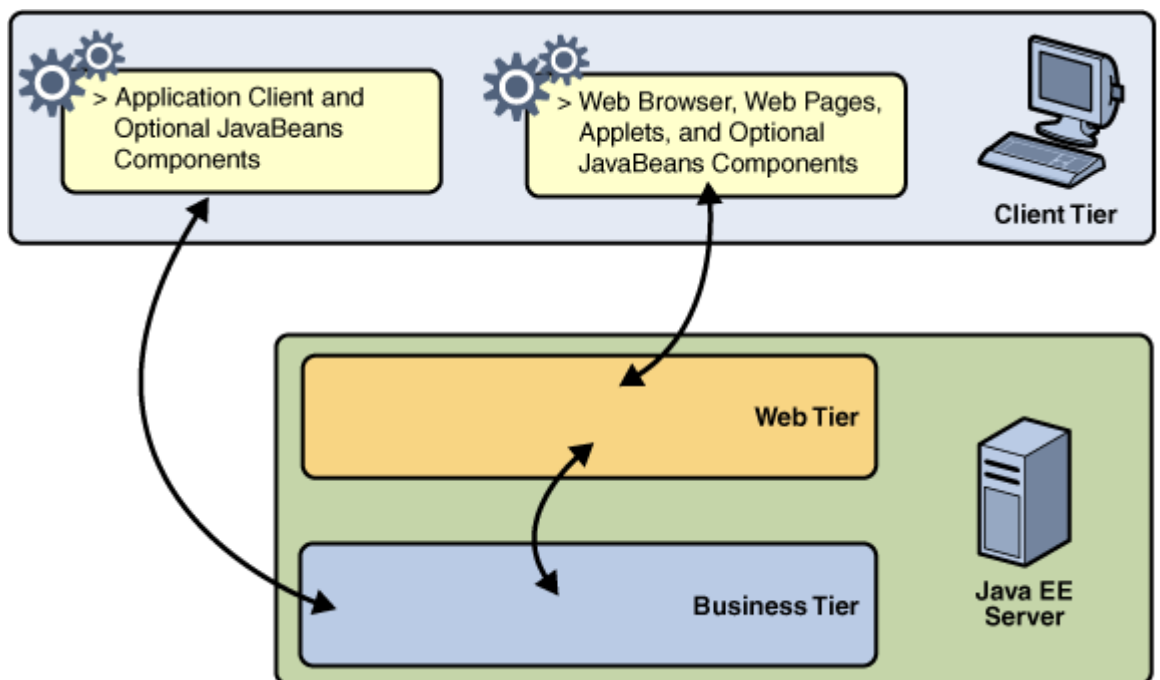 > Application Client and
Optional JavaBeans
Components
> Web Browser, Web Pages,
Applets, and Optional
JavaBeans Components
Client Tier
Web Tier
Business Tier
Java EE
Server